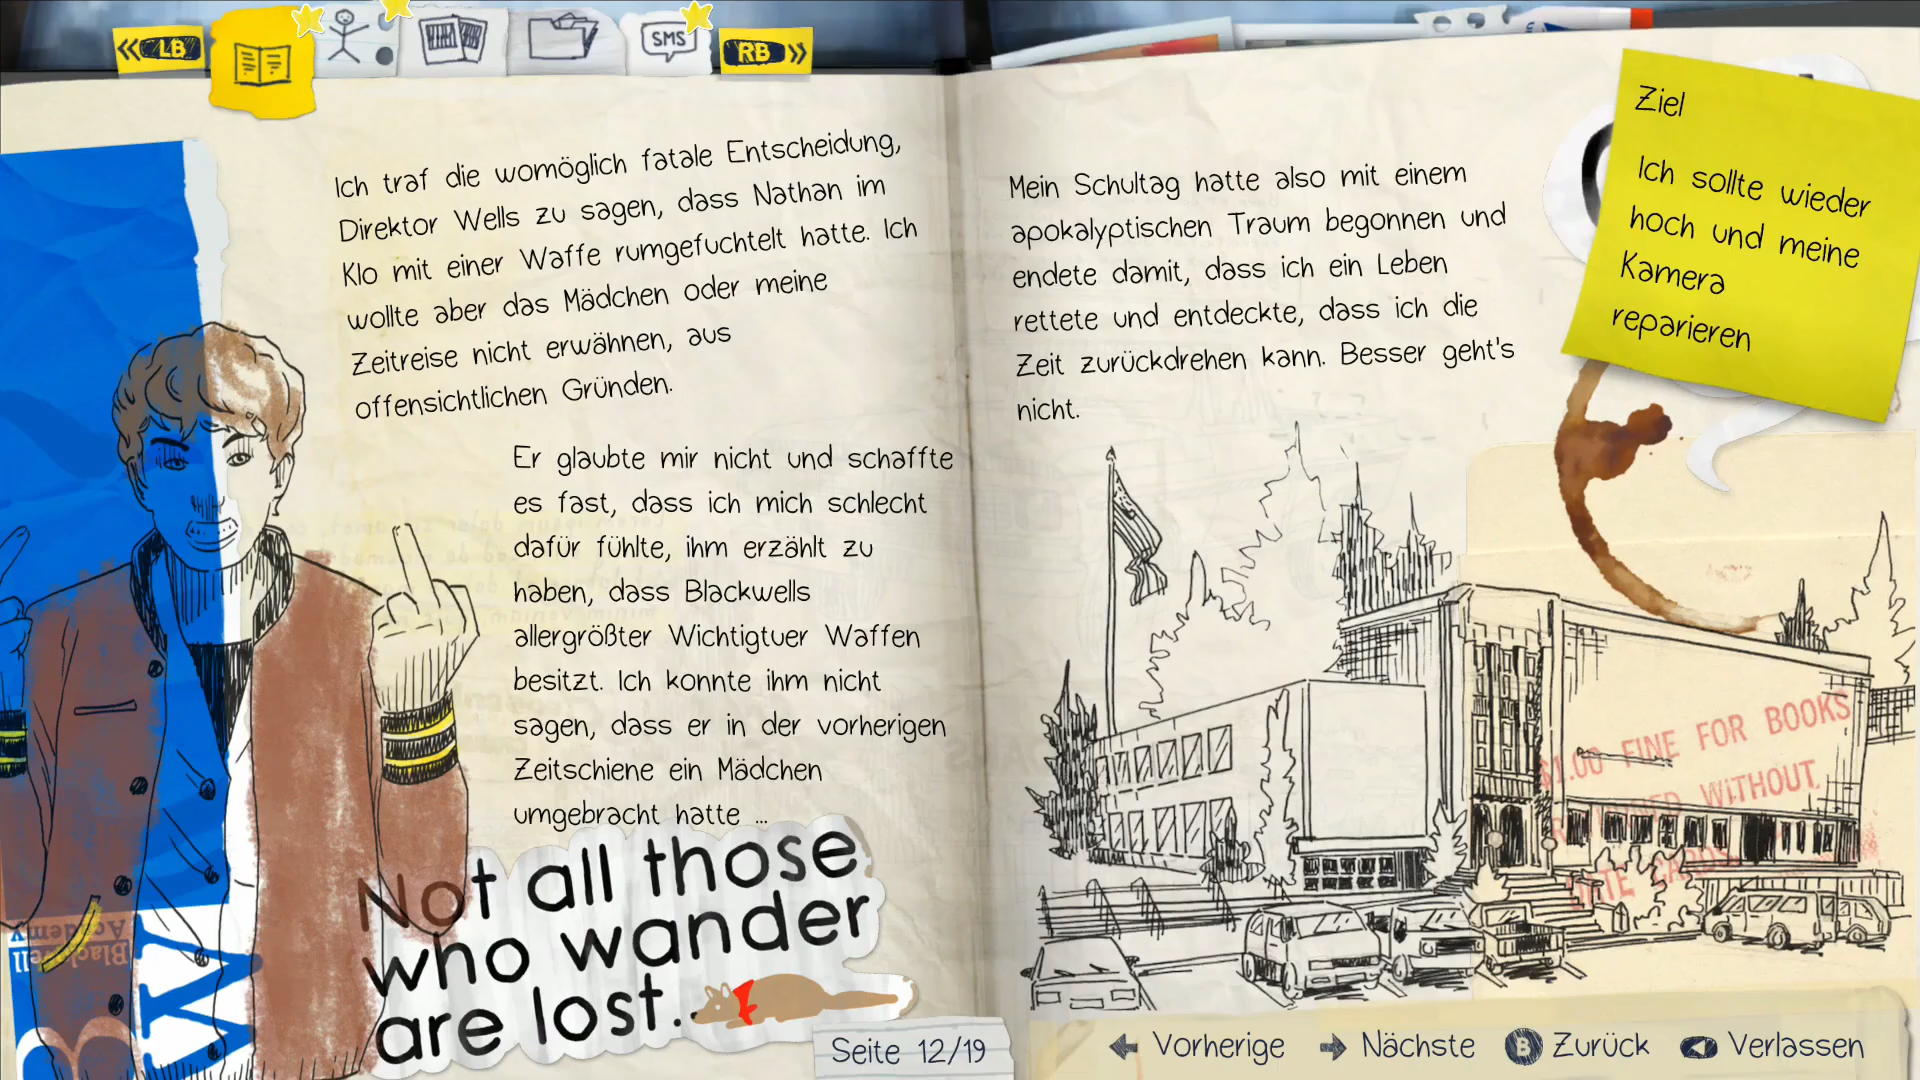 LB
SMS
RB
Ich traf die womöglich fatale Entscheidung,
Direktor Wells zu sagen, dass Nathan im
Klo mit einer Waffe rumgefuchtelt hatte. Ich
wollte aber das Mädchen oder meine
Zeitreise nicht erwähnen, aus
offensichtlichen Gründen.
Er glaubte mir nicht und schaffte
es fast, dass ich mich schlecht
dafür fühlte, ihm erzählt zu
haben, dass Blackwells
allergrößter Wichtigtuer Waffen
besitzt. Ich konnte ihm nicht
sagen, dass er in der vorherigen
Zeitschiene ein Mädchen
umgebracht hatte ...
Not all those
who wander
are lost...
Blackwell
Academy
Seite 12/19
Mein Schultag hatte also mit einem
apokalyptischen Traum begonnen und
endete damit, dass ich ein Leben
rettete und entdeckte, dass ich die
Zeit zurückdrehen kann. Besser geht's
nicht.
Ziel
Ich sollte wieder
hoch und meine
Kamera
reparieren
$1.00 FINE FOR BOOKS
WITHOUT
DATE CARDS
Vorherige
Nächste
B Zurück
Verlassen